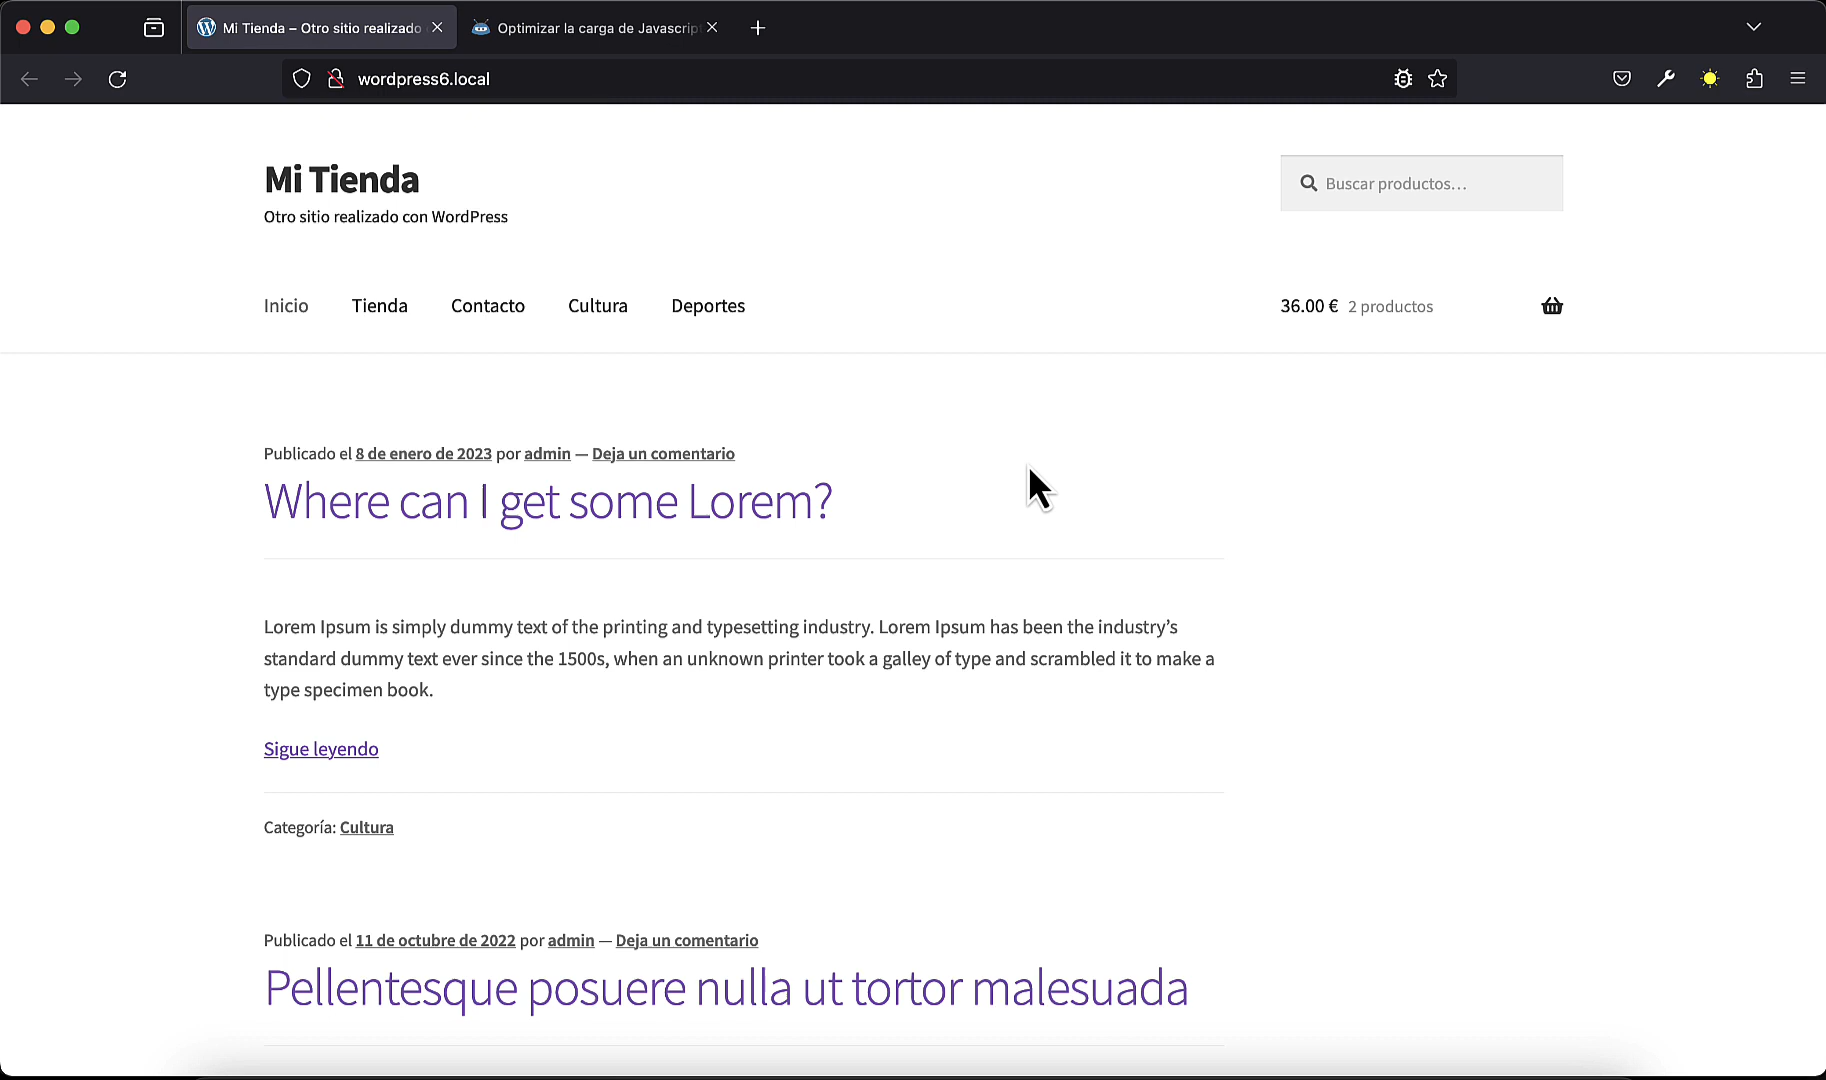 Mi Tienda – Otro sitio realizado
Optimizar la carga de Javascrip
wordpress6.local
Mi Tienda
Otro sitio realizado con WordPress
Buscar productos…
Inicio Tienda Contacto Cultura Deportes
36.00 € 2 productos
Publicado el 8 de enero de 2023 por admin — Deja un comentario
Where can I get some Lorem?
Lorem Ipsum is simply dummy text of the printing and typesetting industry. Lorem Ipsum has been the industry’s
standard dummy text ever since the 1500s, when an unknown printer took a galley of type and scrambled it to make a
type specimen book.
Sigue leyendo
Categoría: Cultura
Publicado el 11 de octubre de 2022 por admin — Deja un comentario
Pellentesque posuere nulla ut tortor malesuada